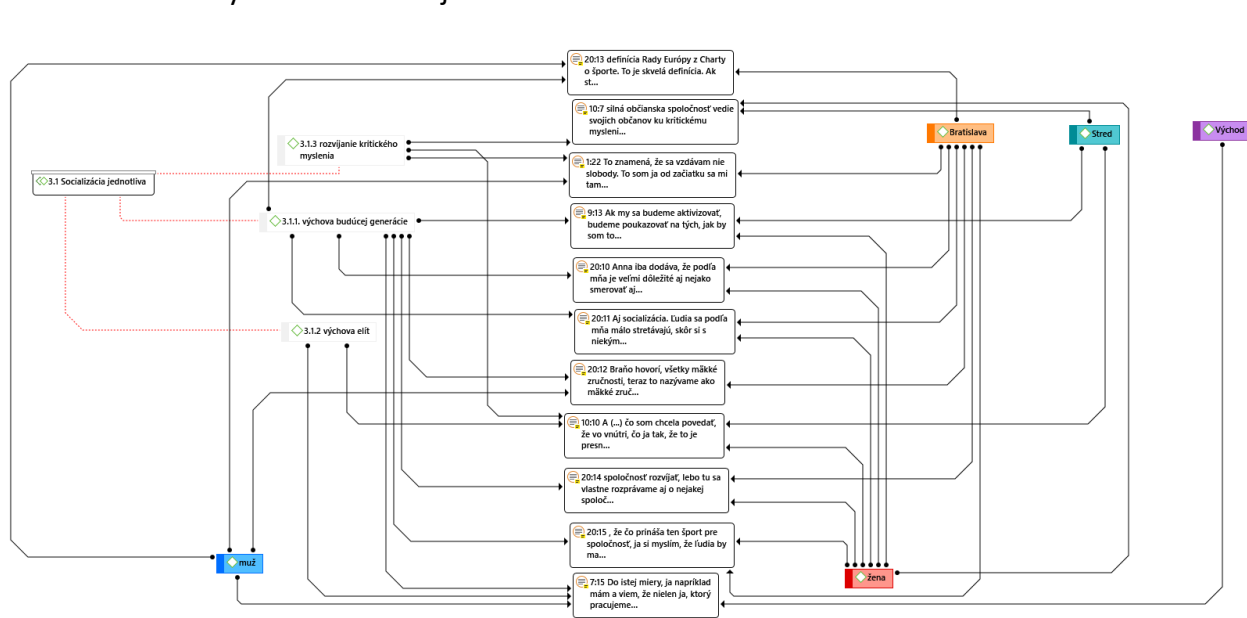 20:13 definícia Rady Európy z Charty
o športe. To je skvelá definícia. Ak
st...
10:7 silná občianska spoločnosť vedie
svojich občanov ku kritickému
mysleni...
Bratislava
Stred
Východ
3.1.3 rozvíjanie kritického
myslenia
1:22 To znamená, že sa vzdávam nie
slobody. To som ja od začiatku sa mi
tam...
3.1 Socializácia jednotliva
3.1.1. výchova budúcej generácie
9:13 Ak my sa budeme aktivizovať,
budeme poukazovať na tých, jak by
som to...
20:10 Anna iba dodáva, že podľa
mňa je veľmi dôležité aj nejako
smerovať aj...
3.1.2 výchova elít
20:11 Aj socializácia. Ľudia sa podľa
mňa málo stretávajú, skôr si s
niekým...
20:12 Braňo hovorí, všetky mäkké
zručnosti, teraz to nazývame ako
mäkké zruč...
10:10 A (...) čo som chcela povedať,
že vo vnútri, čo ja tak, že to je
presn...
20:14 spoločnosť rozvíjať, lebo tu sa
vlastne rozprávame aj o nejakej
spoloč...
20:15 , že čo prináša ten šport pre
spoločnosť, ja si myslím, že ľudia by
ma...
muž
žena
7:15 Do istej miery, ja napríklad
mám a viem, že nielen ja, ktorý
pracujeme...